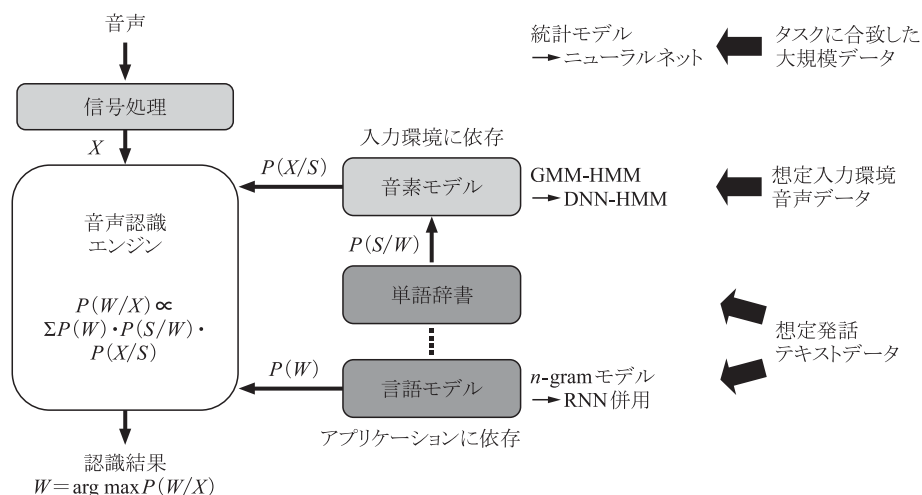 音声
信号処理
X
音声認識
エンジン
P(W/X)∝
ΣP(W)·P(S/W)·
P(X/S)
認識結果
W=arg max P(W/X)
P(X/S)
入力環境に依存
音素モデル
P(S/W)
単語辞書
P(W)
言語モデル
アプリケーションに依存
統計モデル
→ニューラルネット
GMM-HMM
→DNN-HMM
n-gramモデル
→RNN併用
タスクに合致した
大規模データ
想定入力環境
音声データ
想定発話
テキストデータ